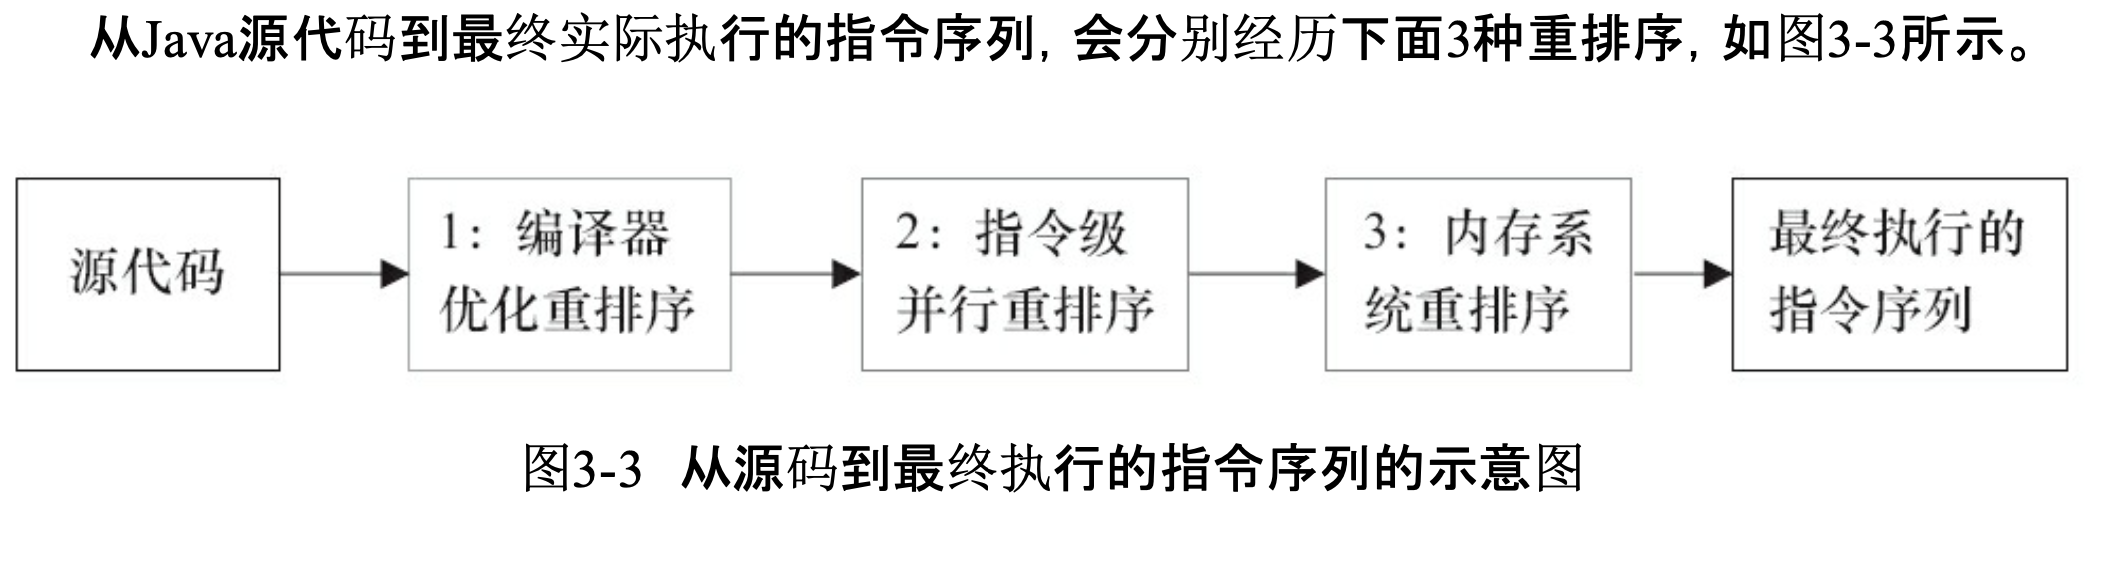 从Java源代码到最终实际执行的指令序列，会分别经历下面3种重排序，如图3-3所示。
源代码
1：编译器
优化重排序
2：指令级
并行重排序
3：内存系
统重排序
最终执行的
指令序列
图3-3 从源码到最终执行的指令序列的示意图